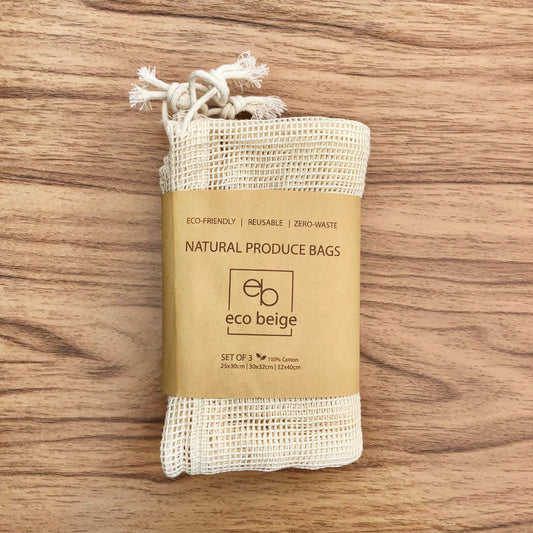 ECO-FRIENDLY | REUSABLE | ZERO-WASTE
NATURAL PRODUCE BAGS
eb
eco beige
SET OF 3 100% Cotton
25x30cm | 30x32cm | 32x40cm